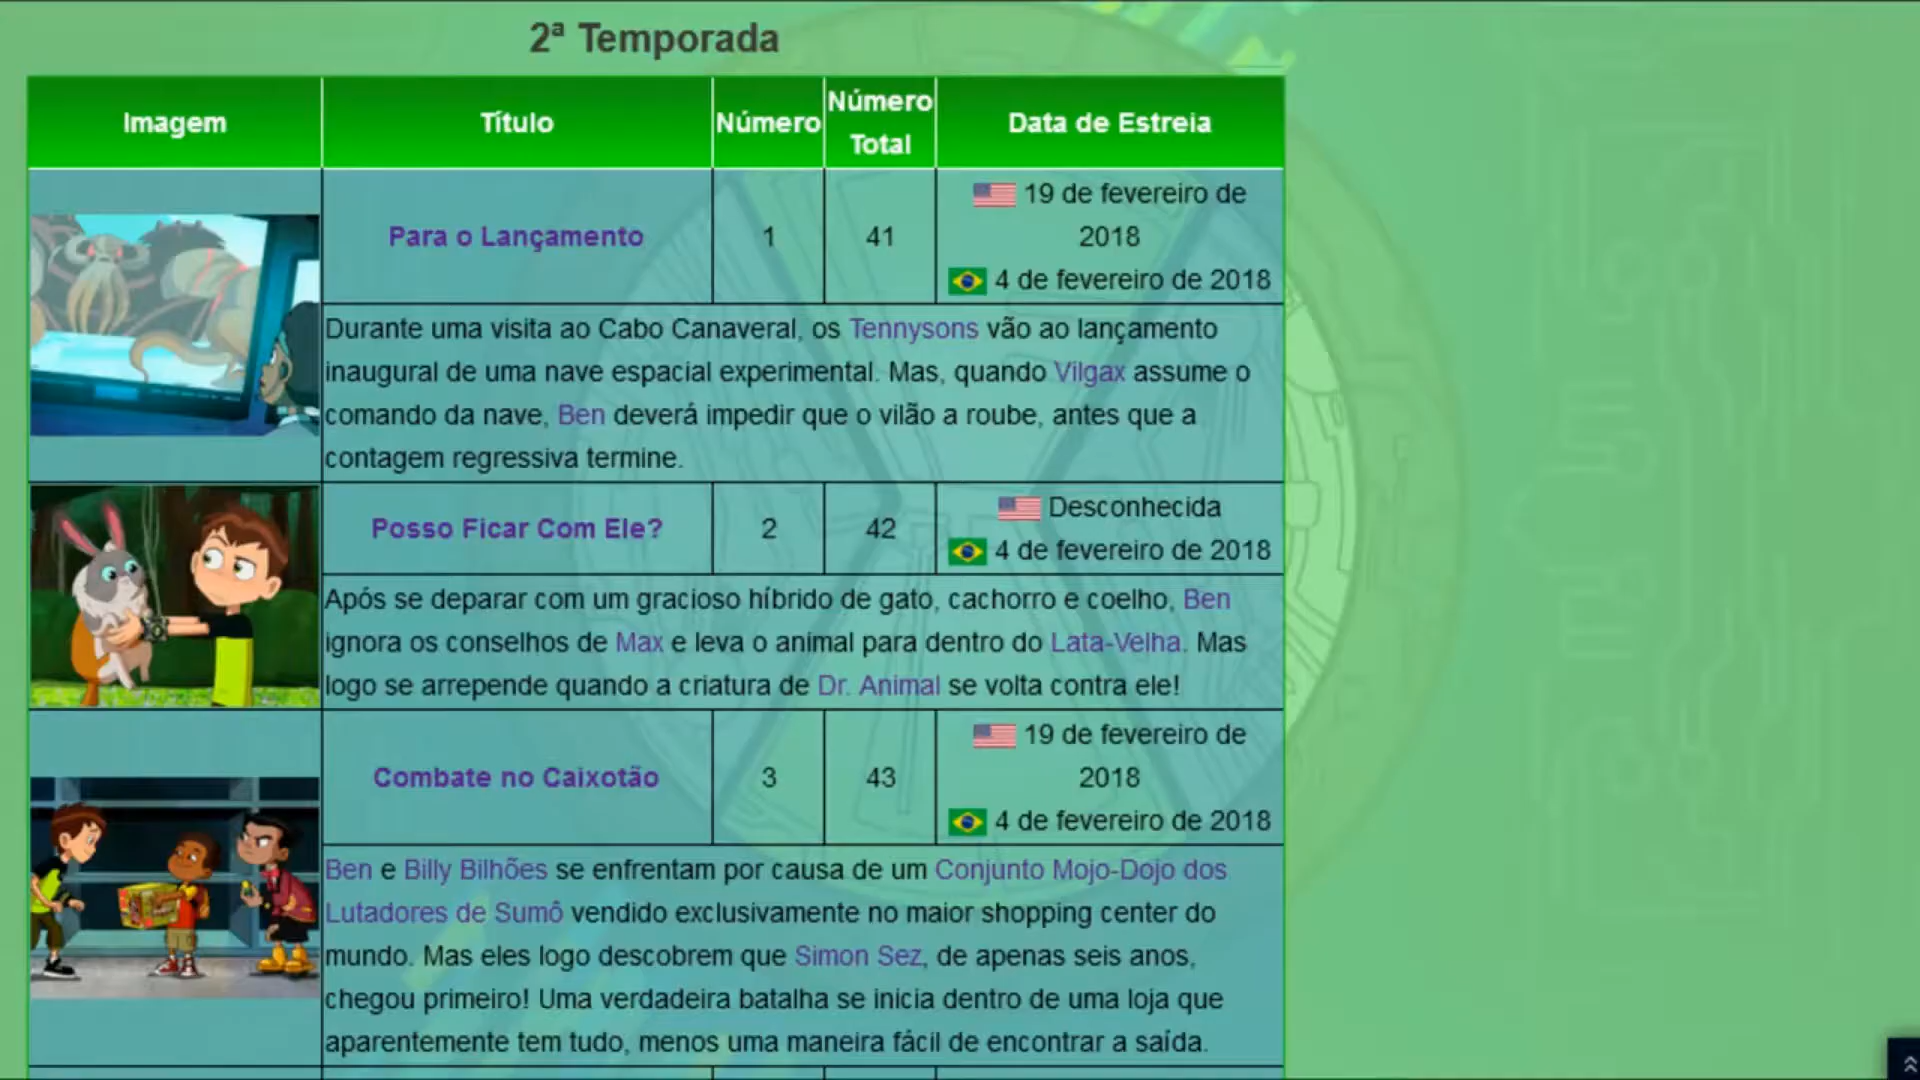 2ª Temporada
Imagem
Título
Número
Número
Total
Data de Estreia
Para o Lançamento
1
41
19 de fevereiro de
2018
4 de fevereiro de 2018
Durante uma visita ao Cabo Canaveral, os Tennysons vão ao lançamento
inaugural de uma nave espacial experimental. Mas, quando Vilgax assume o
comando da nave, Ben deverá impedir que o vilão a roube, antes que a
contagem regressiva termine.
Posso Ficar Com Ele?
2
42
Desconhecida
4 de fevereiro de 2018
Após se deparar com um gracioso híbrido de gato, cachorro e coelho, Ben
ignora os conselhos de Max e leva o animal para dentro do Lata-Velha. Mas
logo se arrepende quando a criatura de Dr. Animal se volta contra ele!
Combate no Caixotão
3
43
19 de fevereiro de
2018
4 de fevereiro de 2018
Ben e Billy Bilhões se enfrentam por causa de um Conjunto Mojo-Dojo dos
Lutadores de Sumô vendido exclusivamente no maior shopping center do
mundo. Mas eles logo descobrem que Simon Sez, de apenas seis anos,
chegou primeiro! Uma verdadeira batalha se inicia dentro de uma loja que
aparentemente tem tudo, menos uma maneira fácil de encontrar a saída.